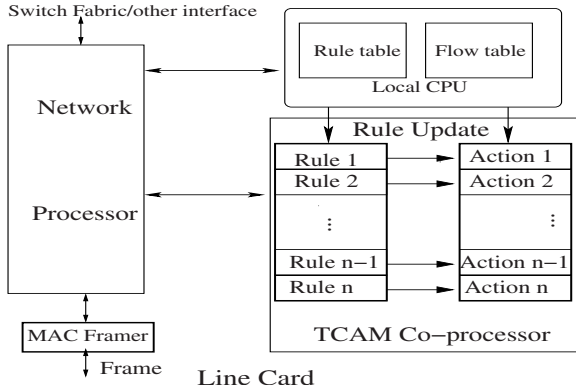 Switch Fabric/other interface
Network
Processor
MAC Framer
Frame
Rule table
Flow table
Local CPU
Rule Update
Rule 1
Action 1
Rule 2
Action 2
⋮
⋮
Rule n−1
Action n−1
Rule n
Action n
TCAM Co−processor
Line Card